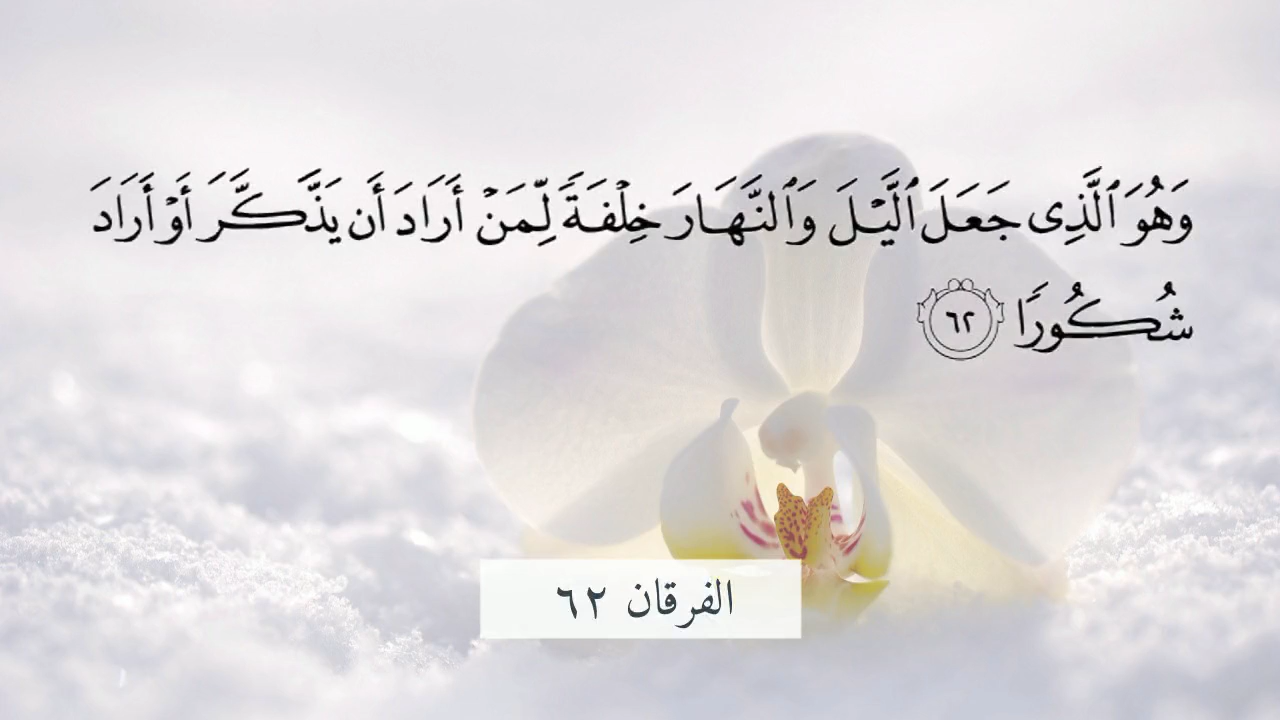 وَهُوَ ٱلَّذِى جَعَلَ ٱلَّيْلَ وَٱلنَّهَارَ خِلْفَةً لِّمَنْ أَرَادَ أَن يَذَّكَّرَ أَوْ أَرَادَ
شُكُورًا ٦٢
الفرقان ٦٢